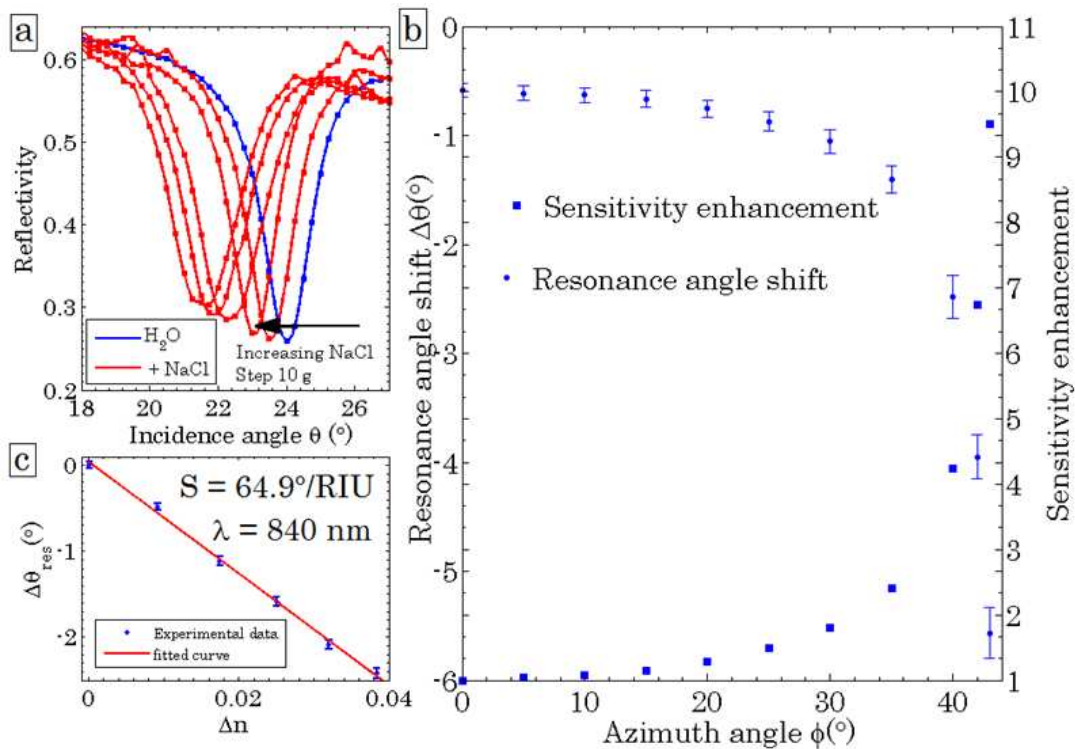 a
0.6
0.5
0.4
0.3
0.2
Reflectivity
H₂O
+ NaCl
Increasing NaCl
Step 10 g
18 20 22 24 26
Incidence angle θ (°)
b
-0
-1
-2
-3
-4
-5
-6
Resonance angle shift Δθ(°)
Sensitivity enhancement
Resonance angle shift
11
10
9
8
7
6
5
4
3
2
1
Sensitivity enhancement
0 10 20 30 40
Azimuth angle ϕ(°)
c
0
-1
-2
Δθres(°)
S = 64.9°/RIU
λ = 840 nm
Experimental data
fitted curve
0 0.02 0.04
Δn